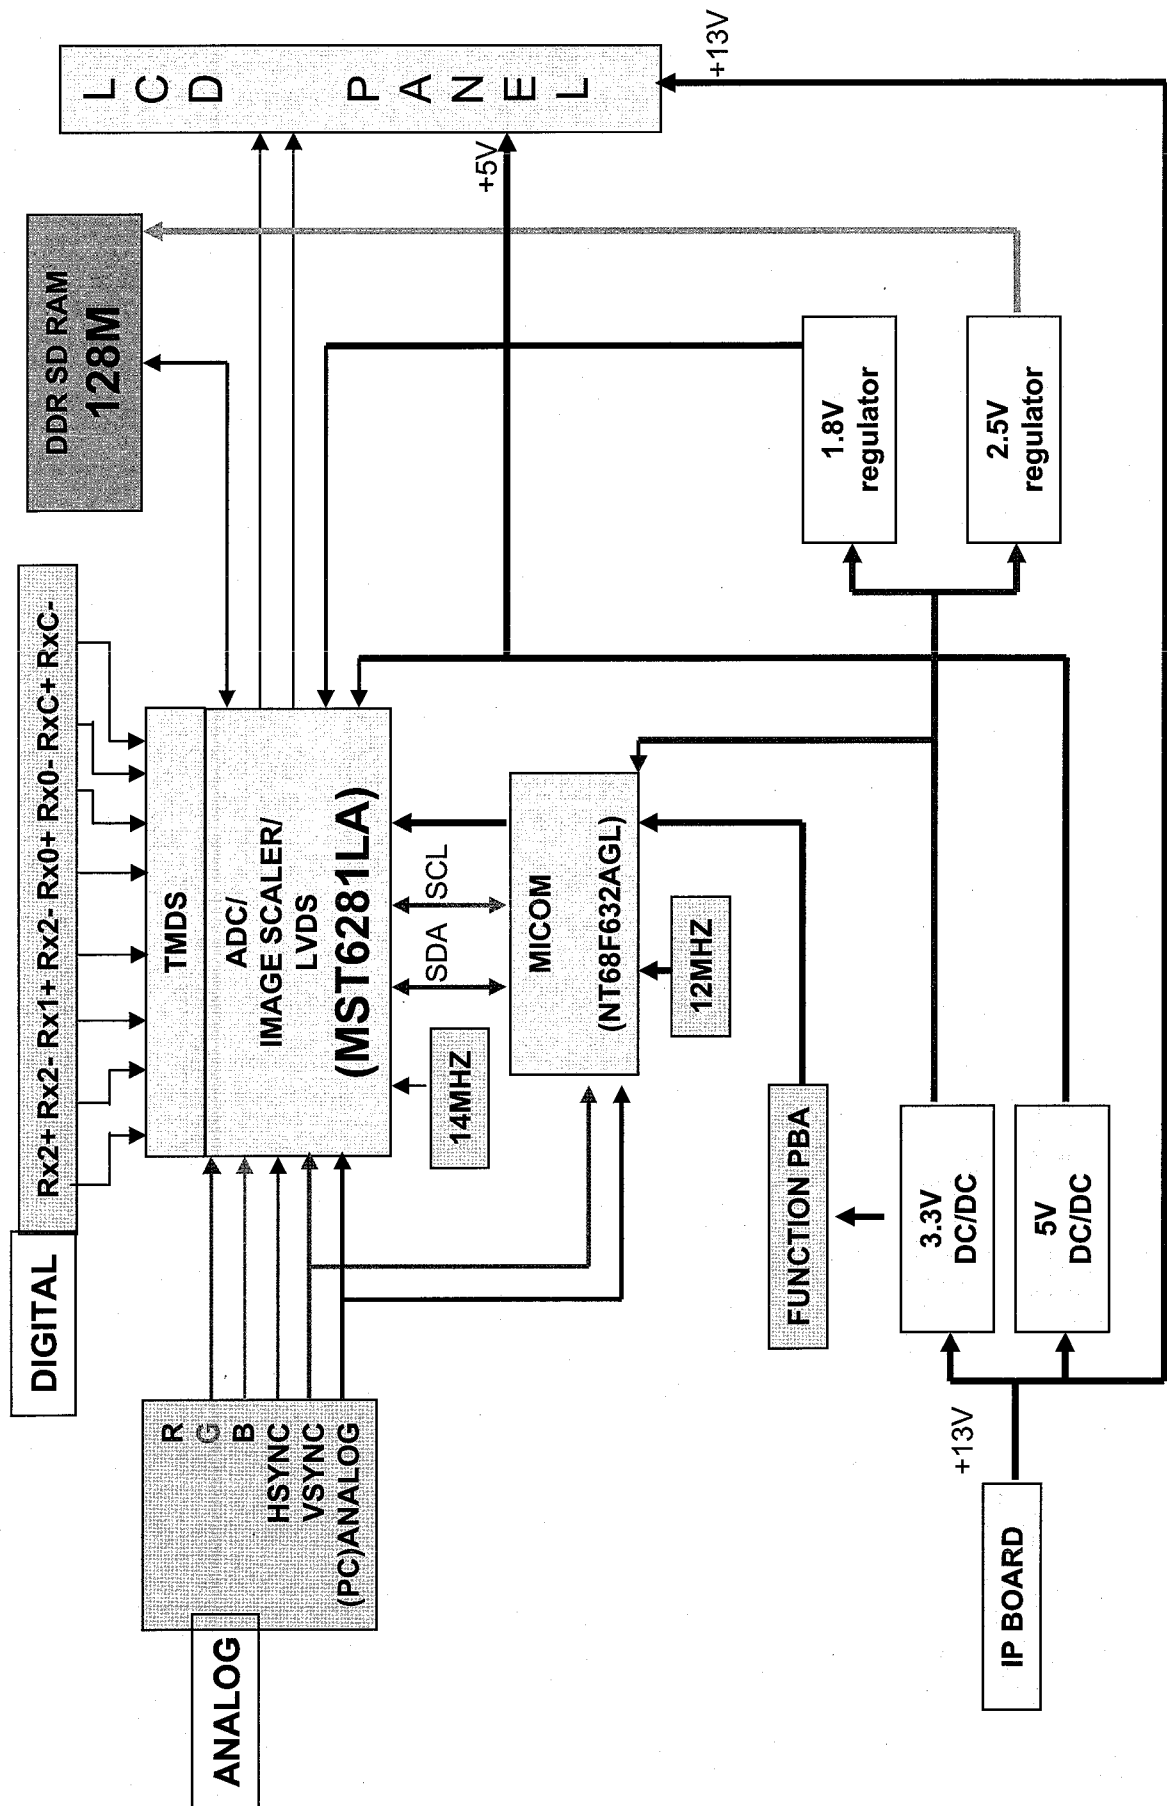 DIGITAL
Rx2+ Rx2- Rx1+ Rx2- Rx0+ Rx0- RxC+ RxC-
DDR SD RAM
128M
LCD PANEL
ANALOG
R
G
B
HSYNC
VSYNC
(PC)ANALOG
TMDS
ADC/
IMAGE SCALER/
LVDS
(MST6281LA)
14MHZ
SDA
SCL
MICOM
(NT68F632AGL)
12MHZ
+5V
+13V
FUNCTION PBA
1.8V
regulator
2.5V
regulator
3.3V
DC/DC
5V
DC/DC
+13V
IP BOARD